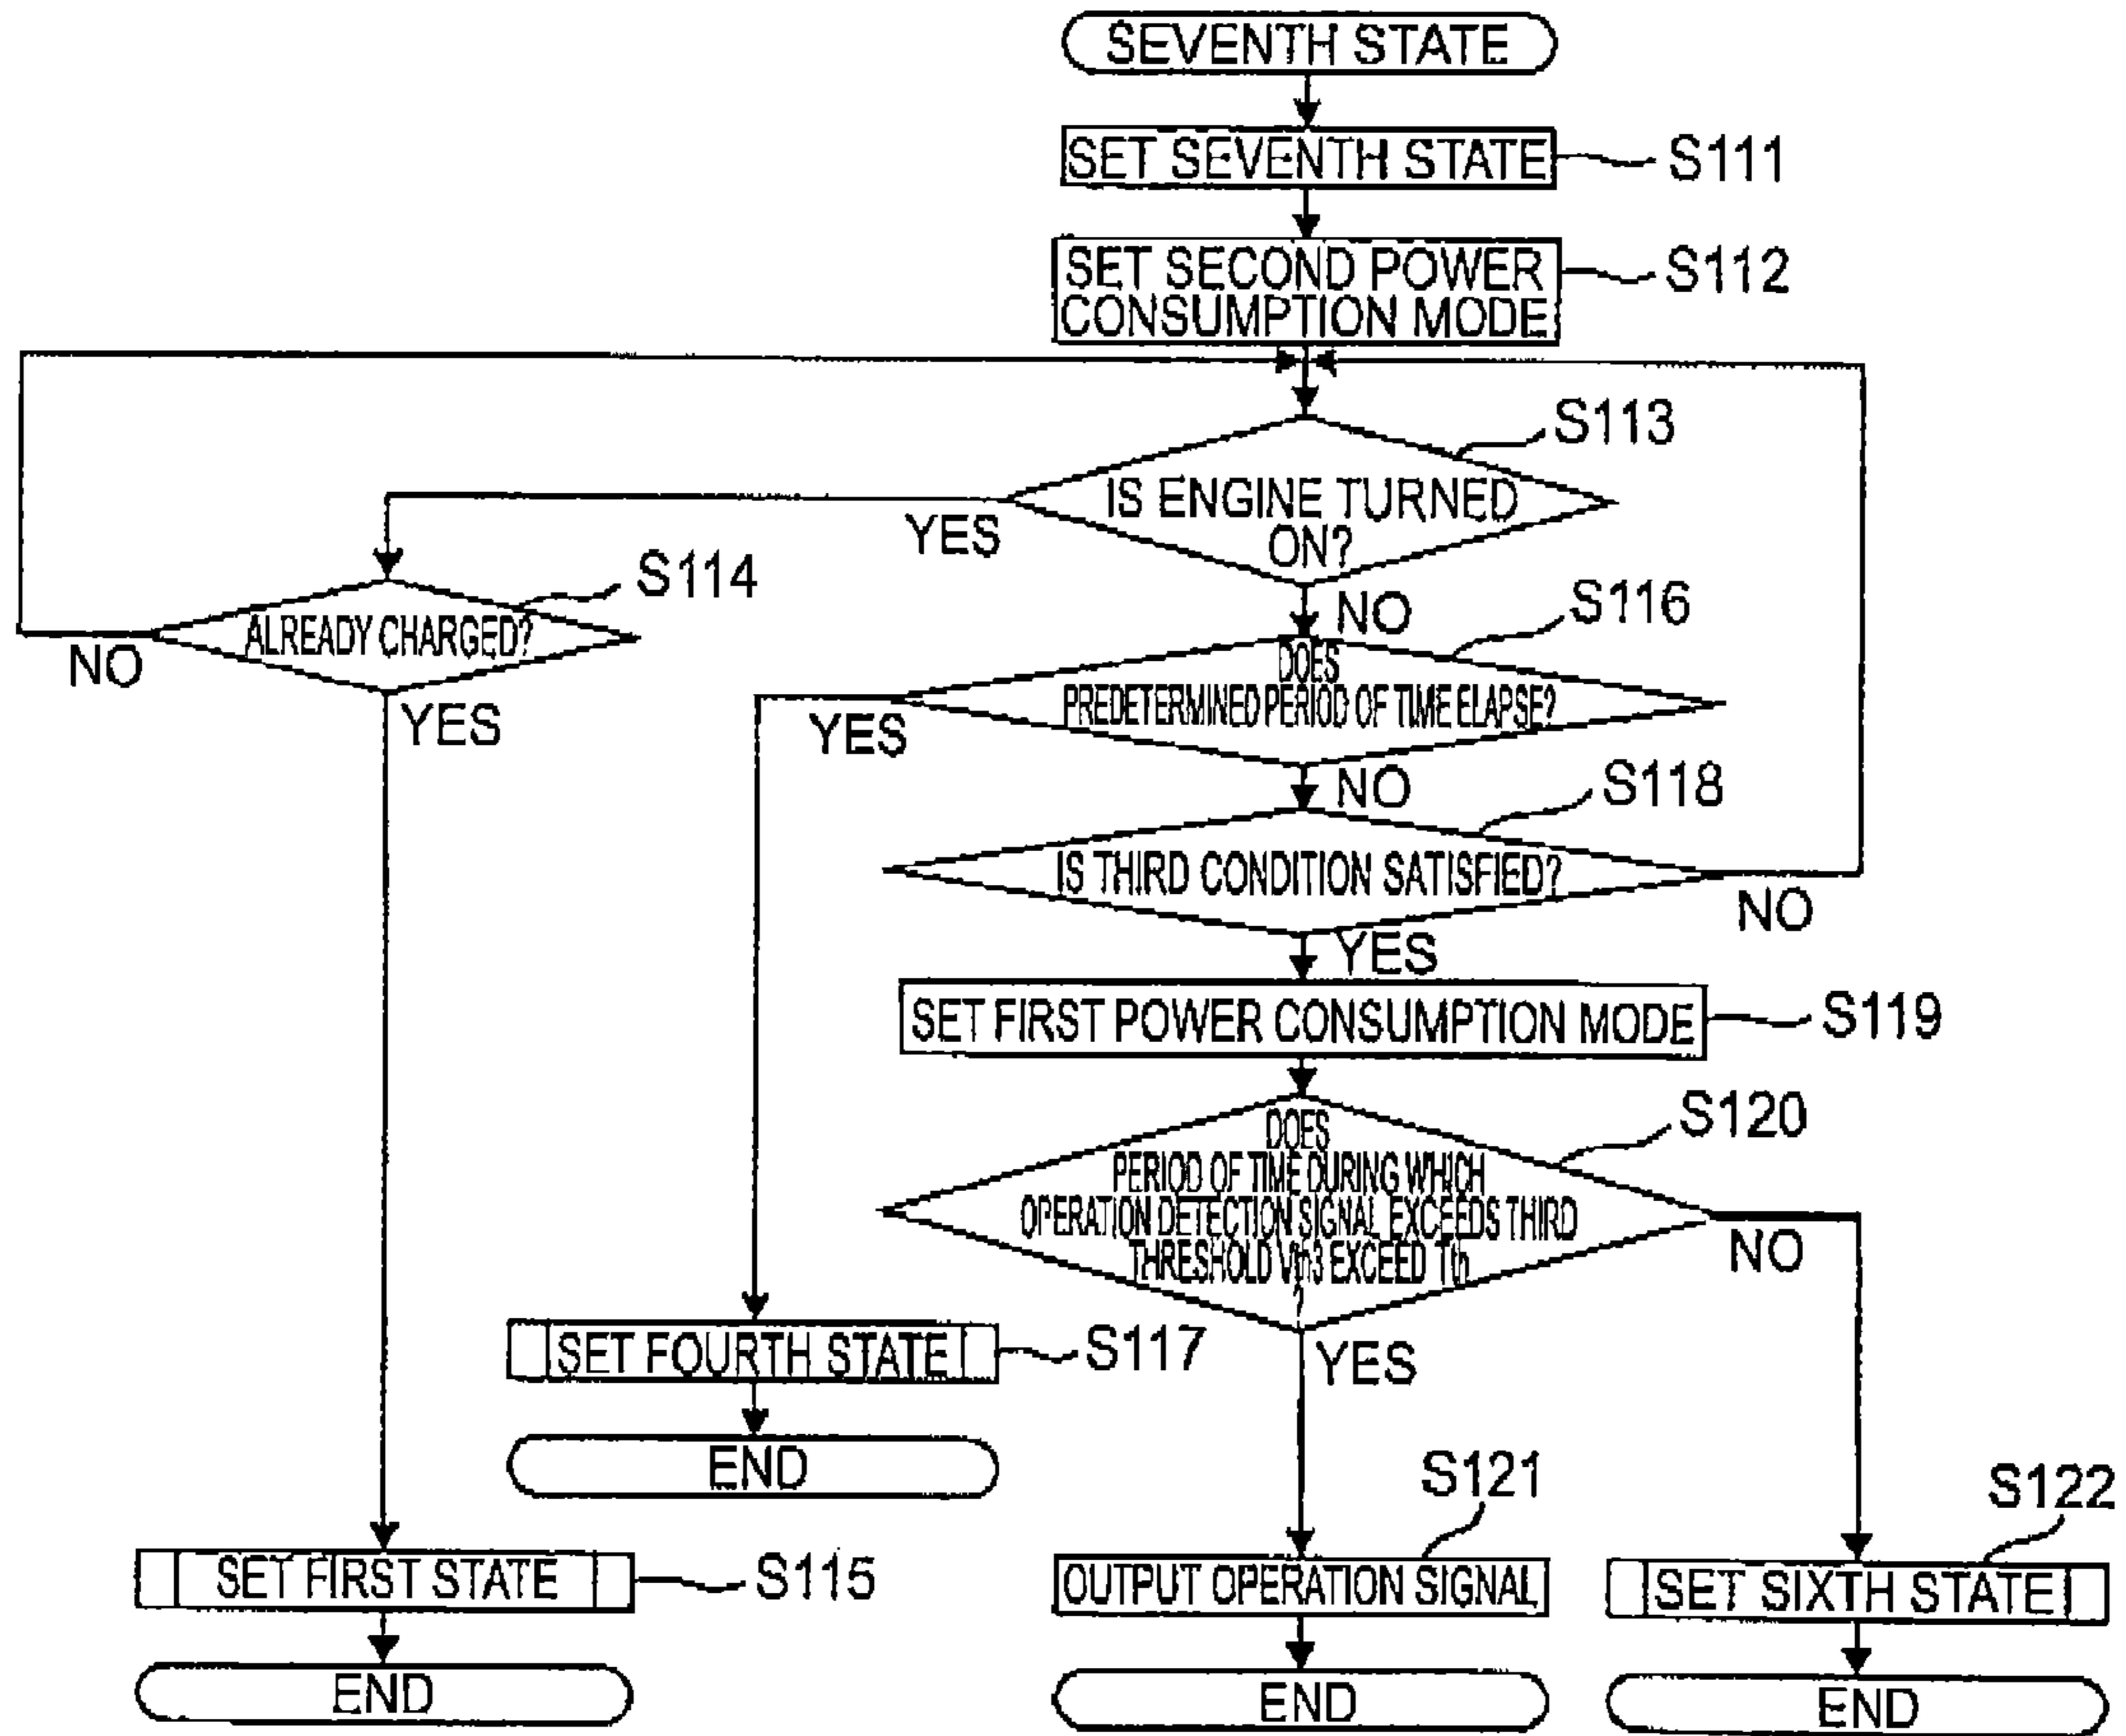 SEVENTH STATE
SET SEVENTH STATE
S111
SET SECOND POWER
CONSUMPTION MODE
S112
S113
IS ENGINE TURNED
ON?
YES
NO
S114
ALREADY CHARGED?
NO
YES
S116
DOES
PREDETERMINED PERIOD OF TIME ELAPSE?
YES
NO
S118
IS THIRD CONDITION SATISFIED?
NO
YES
SET FIRST POWER CONSUMPTION MODE
S119
S120
DOES
PERIOD OF TIME DURING WHICH
OPERATION DETECTION SIGNAL EXCEEDS THIRD
THRESHOLD Vth3 EXCEED Tth
NO
YES
SET FOURTH STATE
S117
END
S121
S122
SET FIRST STATE
S115
OUTPUT OPERATION SIGNAL
SET SIXTH STATE
END
END
END